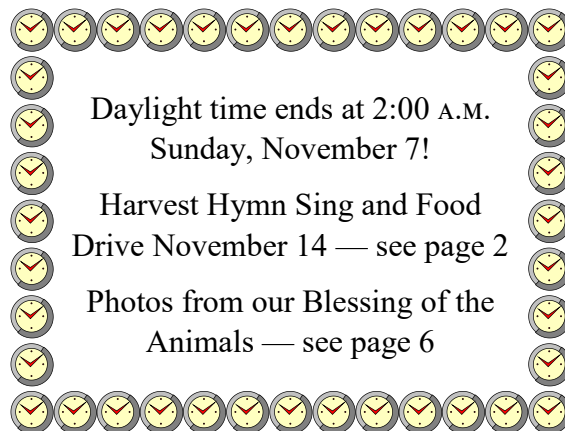 Daylight time ends at 2:00 A.M.
Sunday, November 7!
Harvest Hymn Sing and Food
Drive November 14 — see page 2
Photos from our Blessing of the
Animals — see page 6